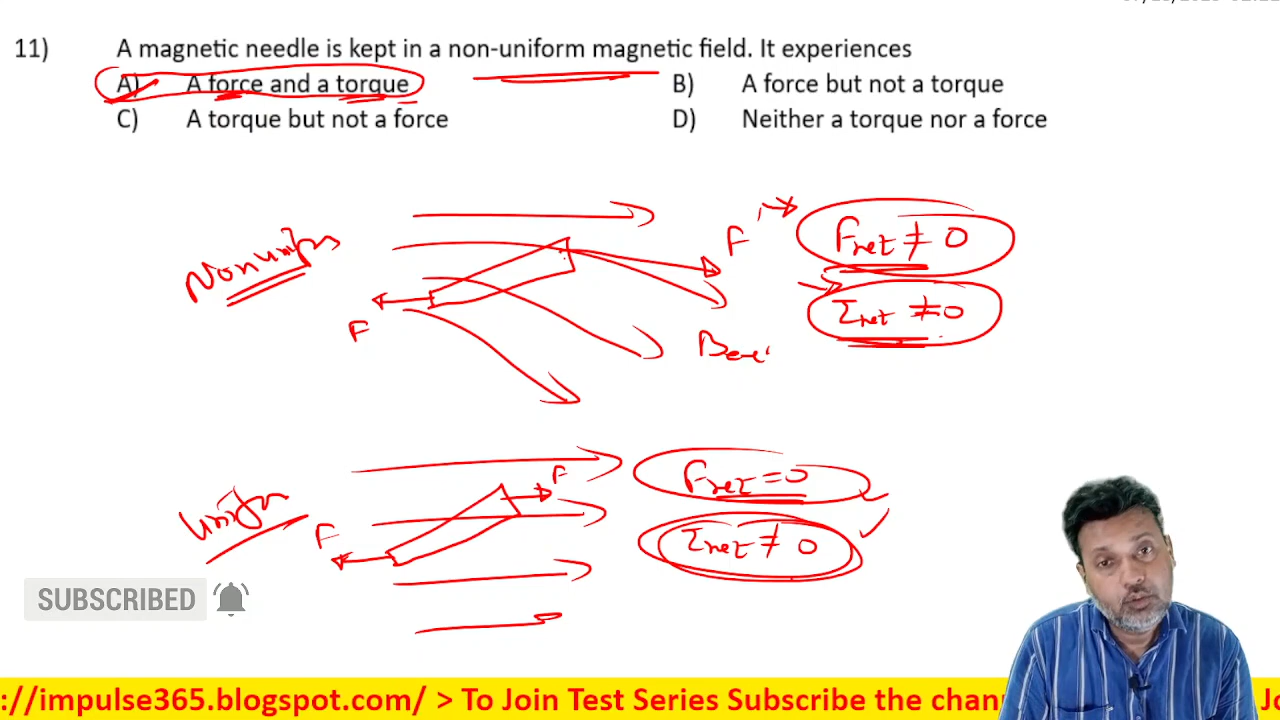 11) A magnetic needle is kept in a non-uniform magnetic field. It experiences
A) A force and a torque B) A force but not a torque
C) A torque but not a force D) Neither a torque nor a force
Nonuniform
F
F
Fnet ≠ 0
τnet ≠ 0
Uniform
F
F
Fnet = 0
τnet ≠ 0
SUBSCRIBED
://impulse365.blogspot.com/ > To Join Test Series Subscribe the chan